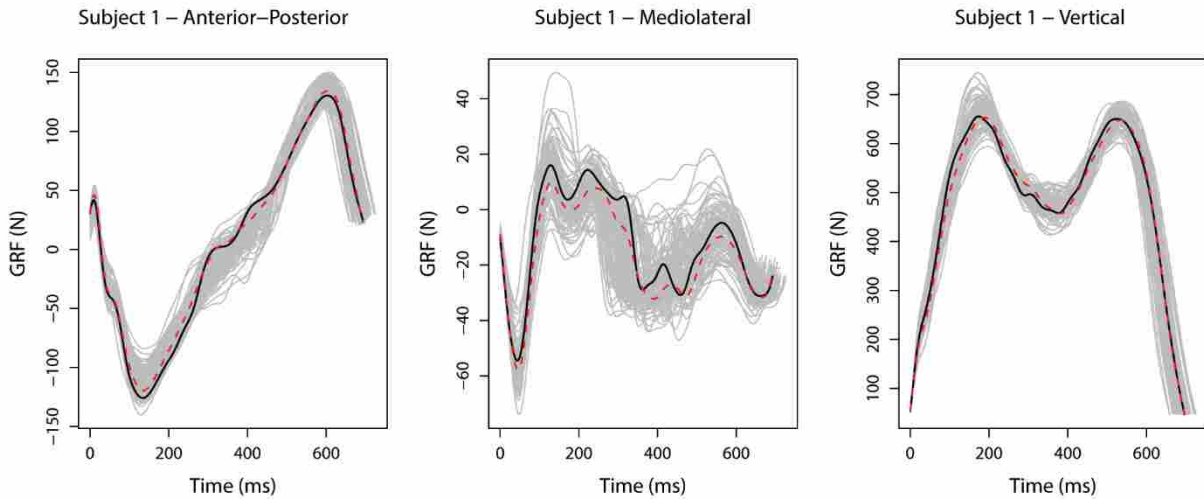 Subject 1 – Anterior–Posterior
GRF (N)
150
100
50
0
−50
−100
−150
0 200 400 600
Time (ms)
Subject 1 – Mediolateral
GRF (N)
40
20
0
−20
−40
−60
0 200 400 600
Time (ms)
Subject 1 – Vertical
GRF (N)
700
600
500
400
300
200
100
0 200 400 600
Time (ms)